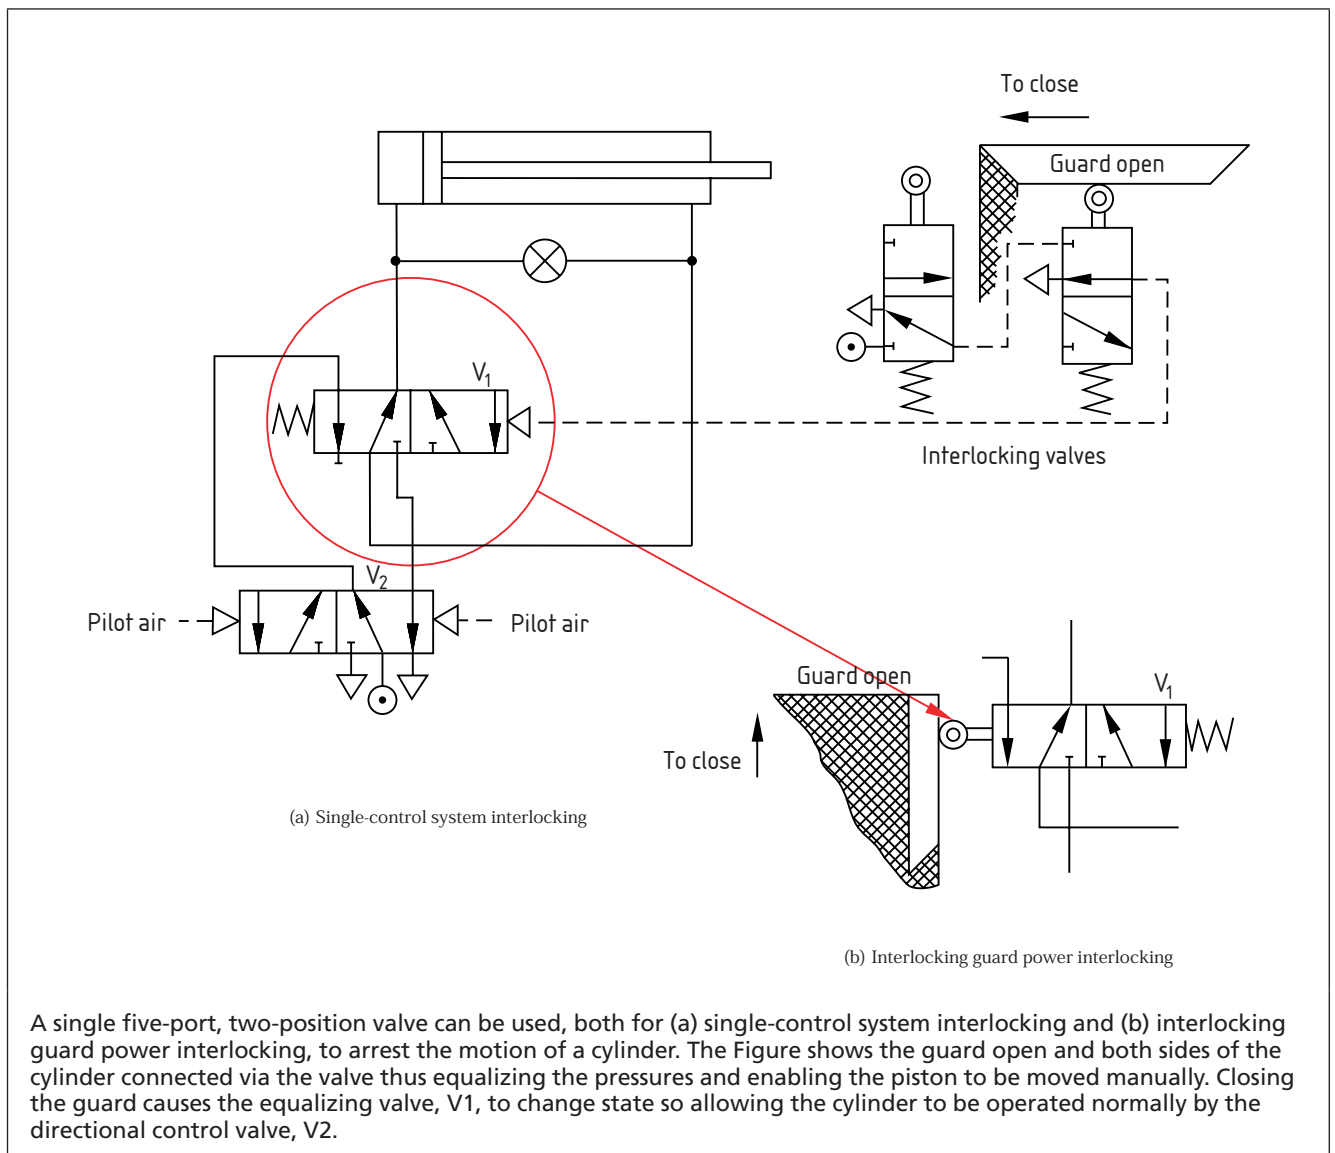 To close
Guard open
V1
Interlocking valves
V2
Pilot air
Pilot air
Guard open
V1
To close
(a) Single-control system interlocking
(b) Interlocking guard power interlocking
A single five-port, two-position valve can be used, both for (a) single-control system interlocking and (b) interlocking
guard power interlocking, to arrest the motion of a cylinder. The Figure shows the guard open and both sides of the
cylinder connected via the valve thus equalizing the pressures and enabling the piston to be moved manually. Closing
the guard causes the equalizing valve, V1, to change state so allowing the cylinder to be operated normally by the
directional control valve, V2.